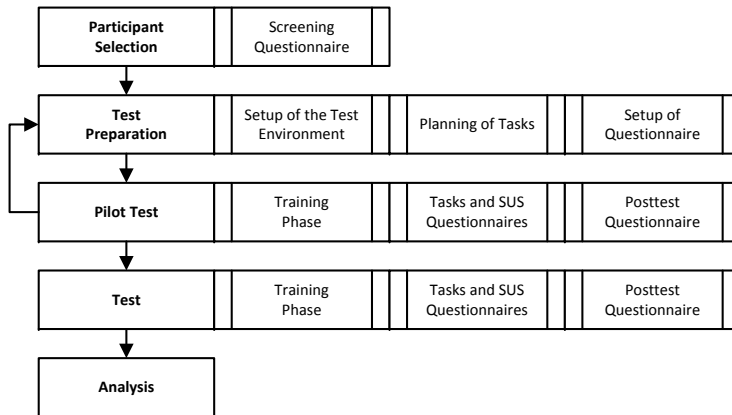 Participant
Selection
Screening
Questionnaire
Test
Preparation
Setup of the Test
Environment
Planning of Tasks
Setup of
Questionnaire
Pilot Test
Training
Phase
Tasks and SUS
Questionnaires
Posttest
Questionnaire
Test
Training
Phase
Tasks and SUS
Questionnaires
Posttest
Questionnaire
Analysis